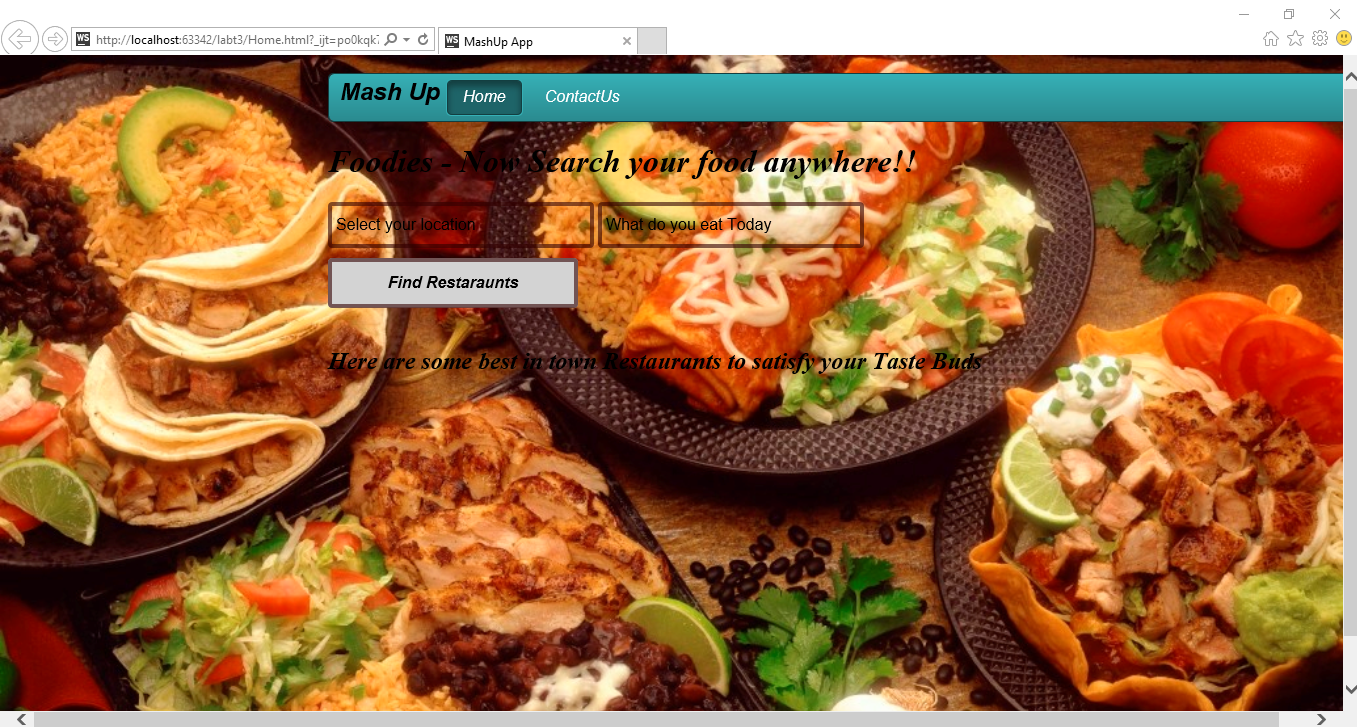 http://localhost:63342/labt3/Home.html?_ijt=po0kqk
WS MashUp App
Mash Up Home ContactUs
Foodies - Now Search your food anywhere!!
Select your location What do you eat Today
Find Restaraunts
Here are some best in town Restaurants to satisfy your Taste Buds